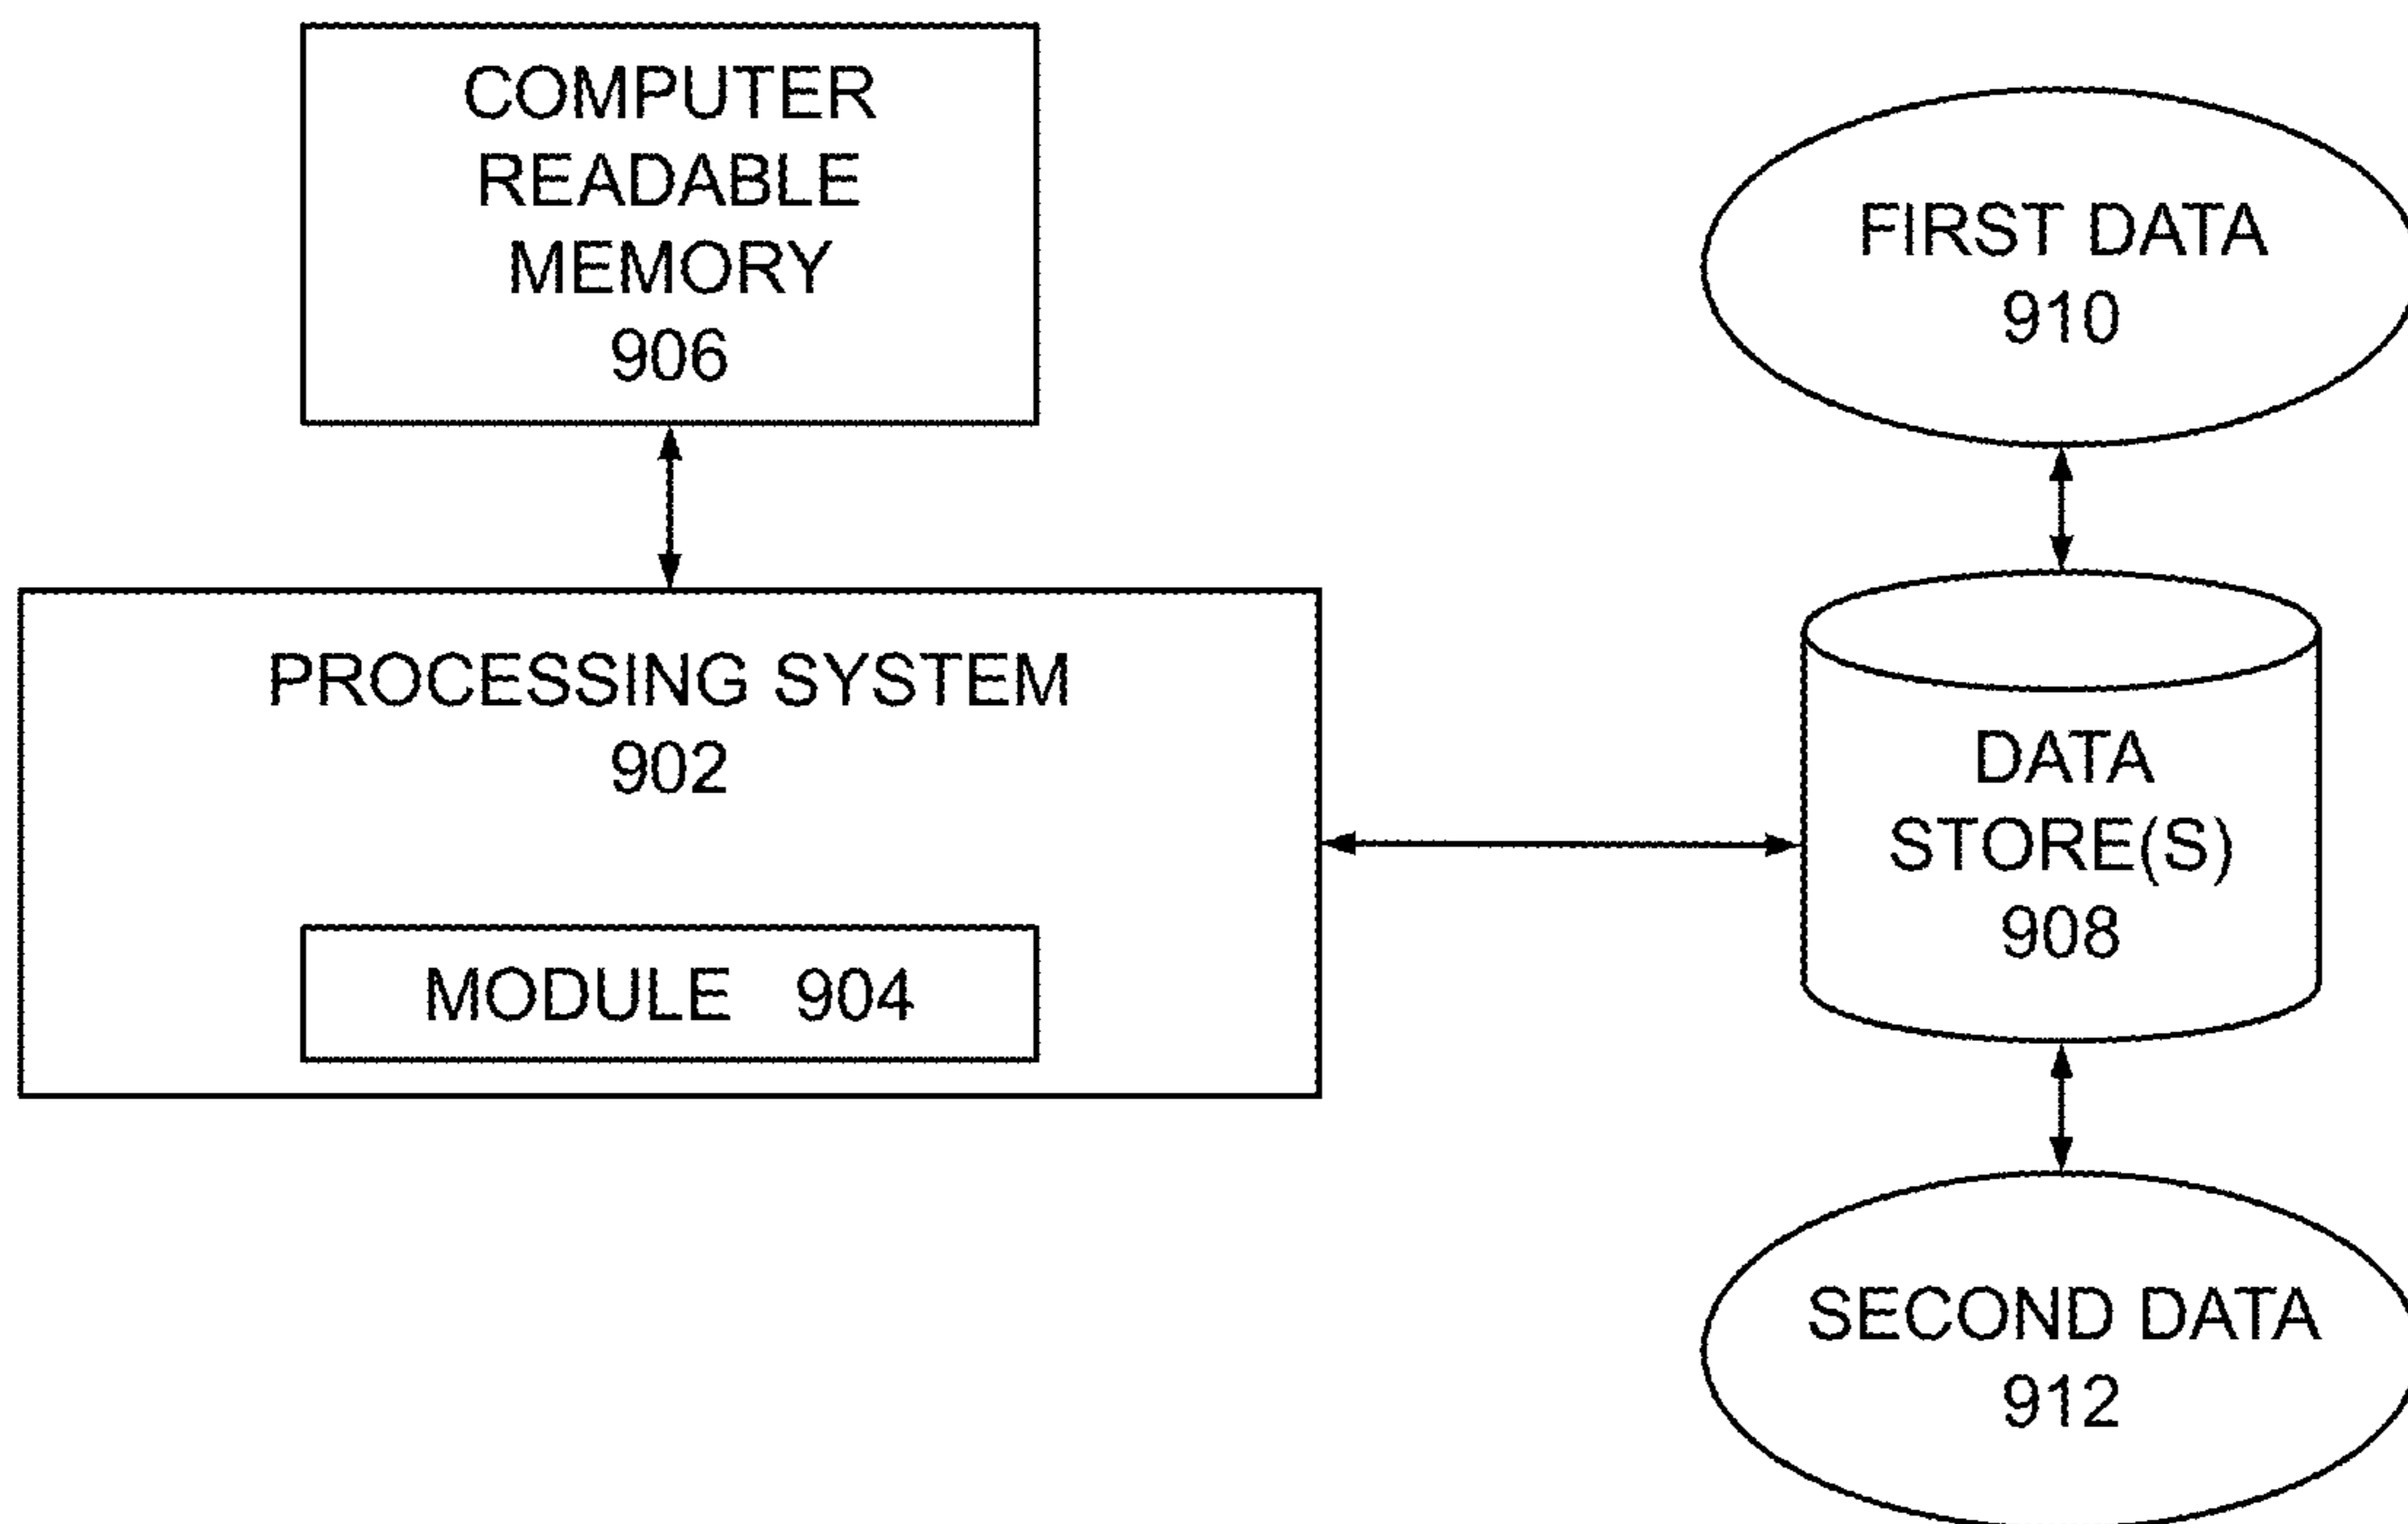 COMPUTER
READABLE
MEMORY
906
FIRST DATA
910
PROCESSING SYSTEM
902
MODULE 904
DATA
STORE(S)
908
SECOND DATA
912